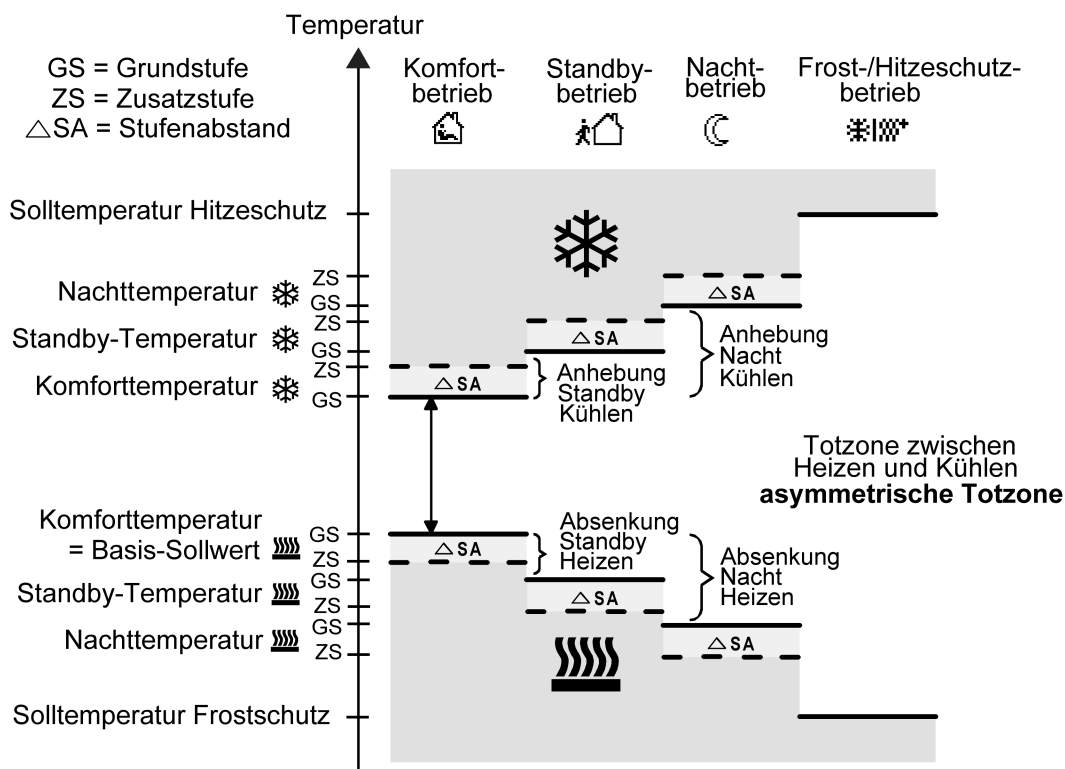 Temperatur
GS = Grundstufe
ZS = Zusatzstufe
△SA = Stufenabstand
Komfort-
betrieb
Standby-
betrieb
Nacht-
betrieb
Frost-/Hitzeschutz-
betrieb
Solltemperatur Hitzeschutz
Nachttemperatur
ZS
GS
△SA
Standby-Temperatur
ZS
GS
△SA
Komforttemperatur
ZS
GS
△SA
Anhebung
Standby
Kühlen
Anhebung
Nacht
Kühlen
Totzone zwischen
Heizen und Kühlen
asymmetrische Totzone
Komforttemperatur
= Basis-Sollwert
GS
ZS
△SA
Absenkung
Standby
Heizen
Absenkung
Nacht
Heizen
Standby-Temperatur
GS
ZS
△SA
Nachttemperatur
GS
ZS
△SA
Solltemperatur Frostschutz